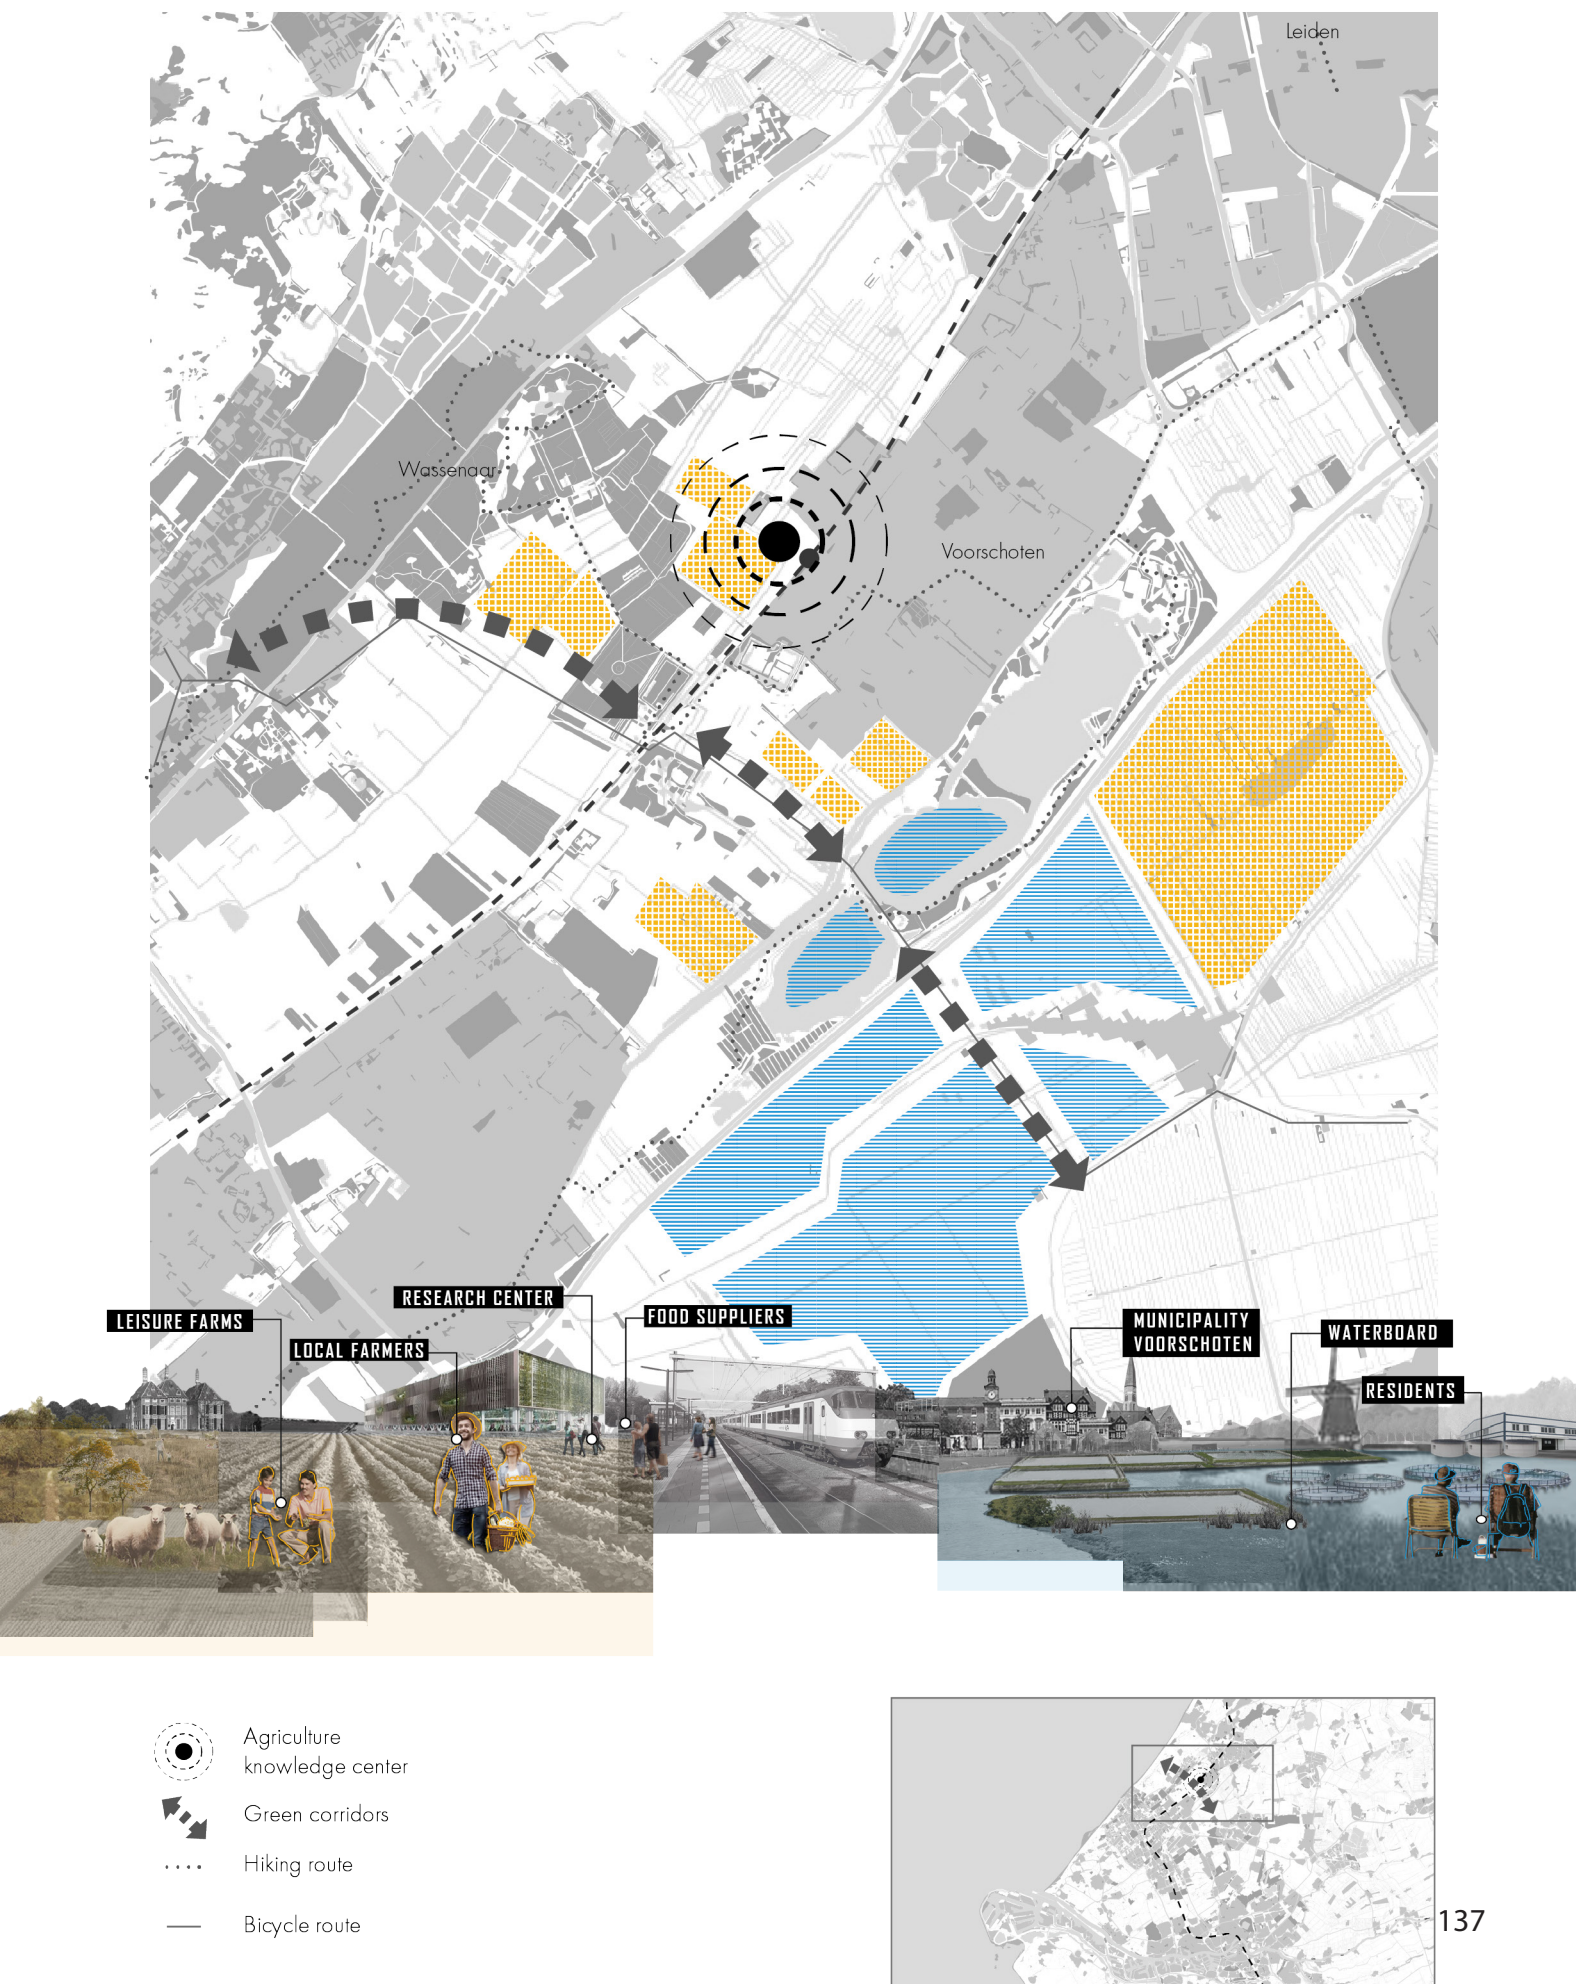 Leiden
Wassenaar
Voorschoten
RESEARCH CENTER
LEISURE FARMS
LOCAL FARMERS
FOOD SUPPLIERS
MUNICIPALITY
VOORSCHOTEN
WATERBOARD
RESIDENTS
Agriculture
knowledge center
Green corridors
Hiking route
Bicycle route
137